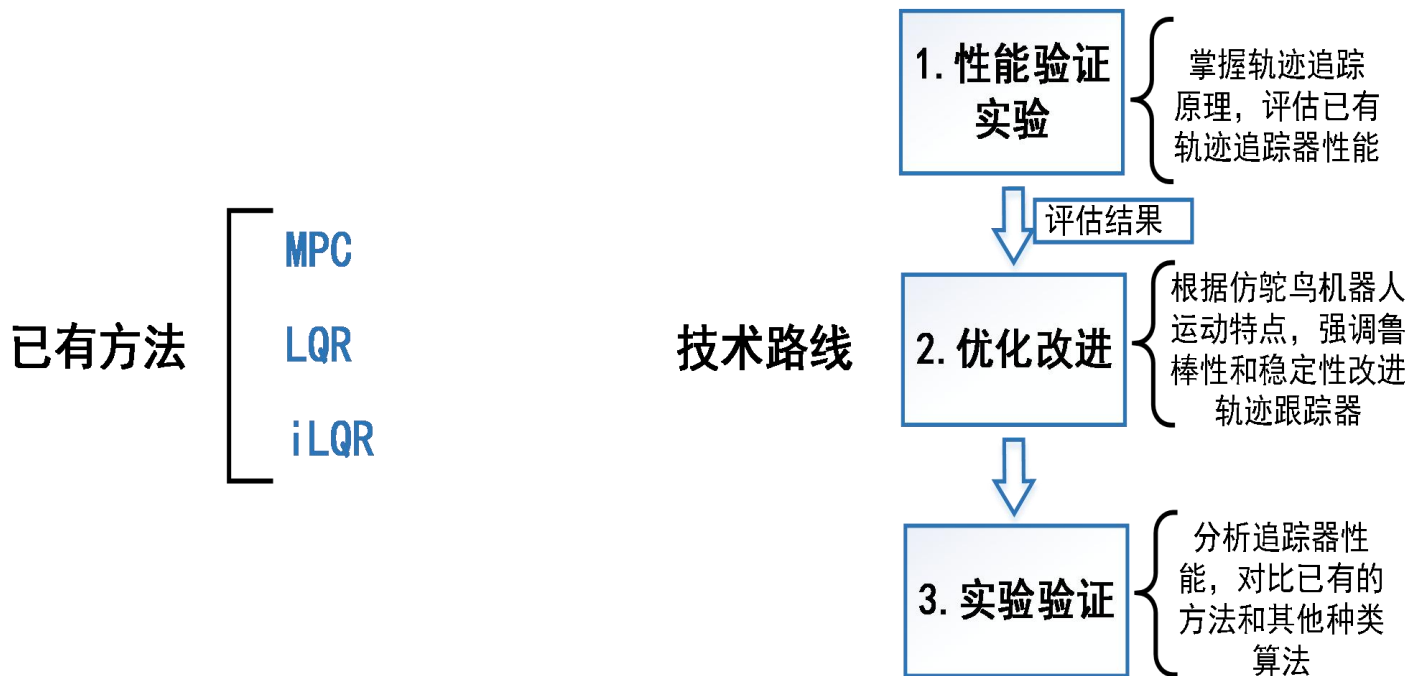 已有方法
MPC
LQR
iLQR
技术路线
1.性能验证
实验
掌握轨迹追踪
原理，评估已有
轨迹追踪器性能
评估结果
2.优化改进
根据仿鸵鸟机器人
运动特点，强调鲁
棒性和稳定性改进
轨迹跟踪器
3.实验验证
分析追踪器性
能，对比已有的
方法和其他种类
算法